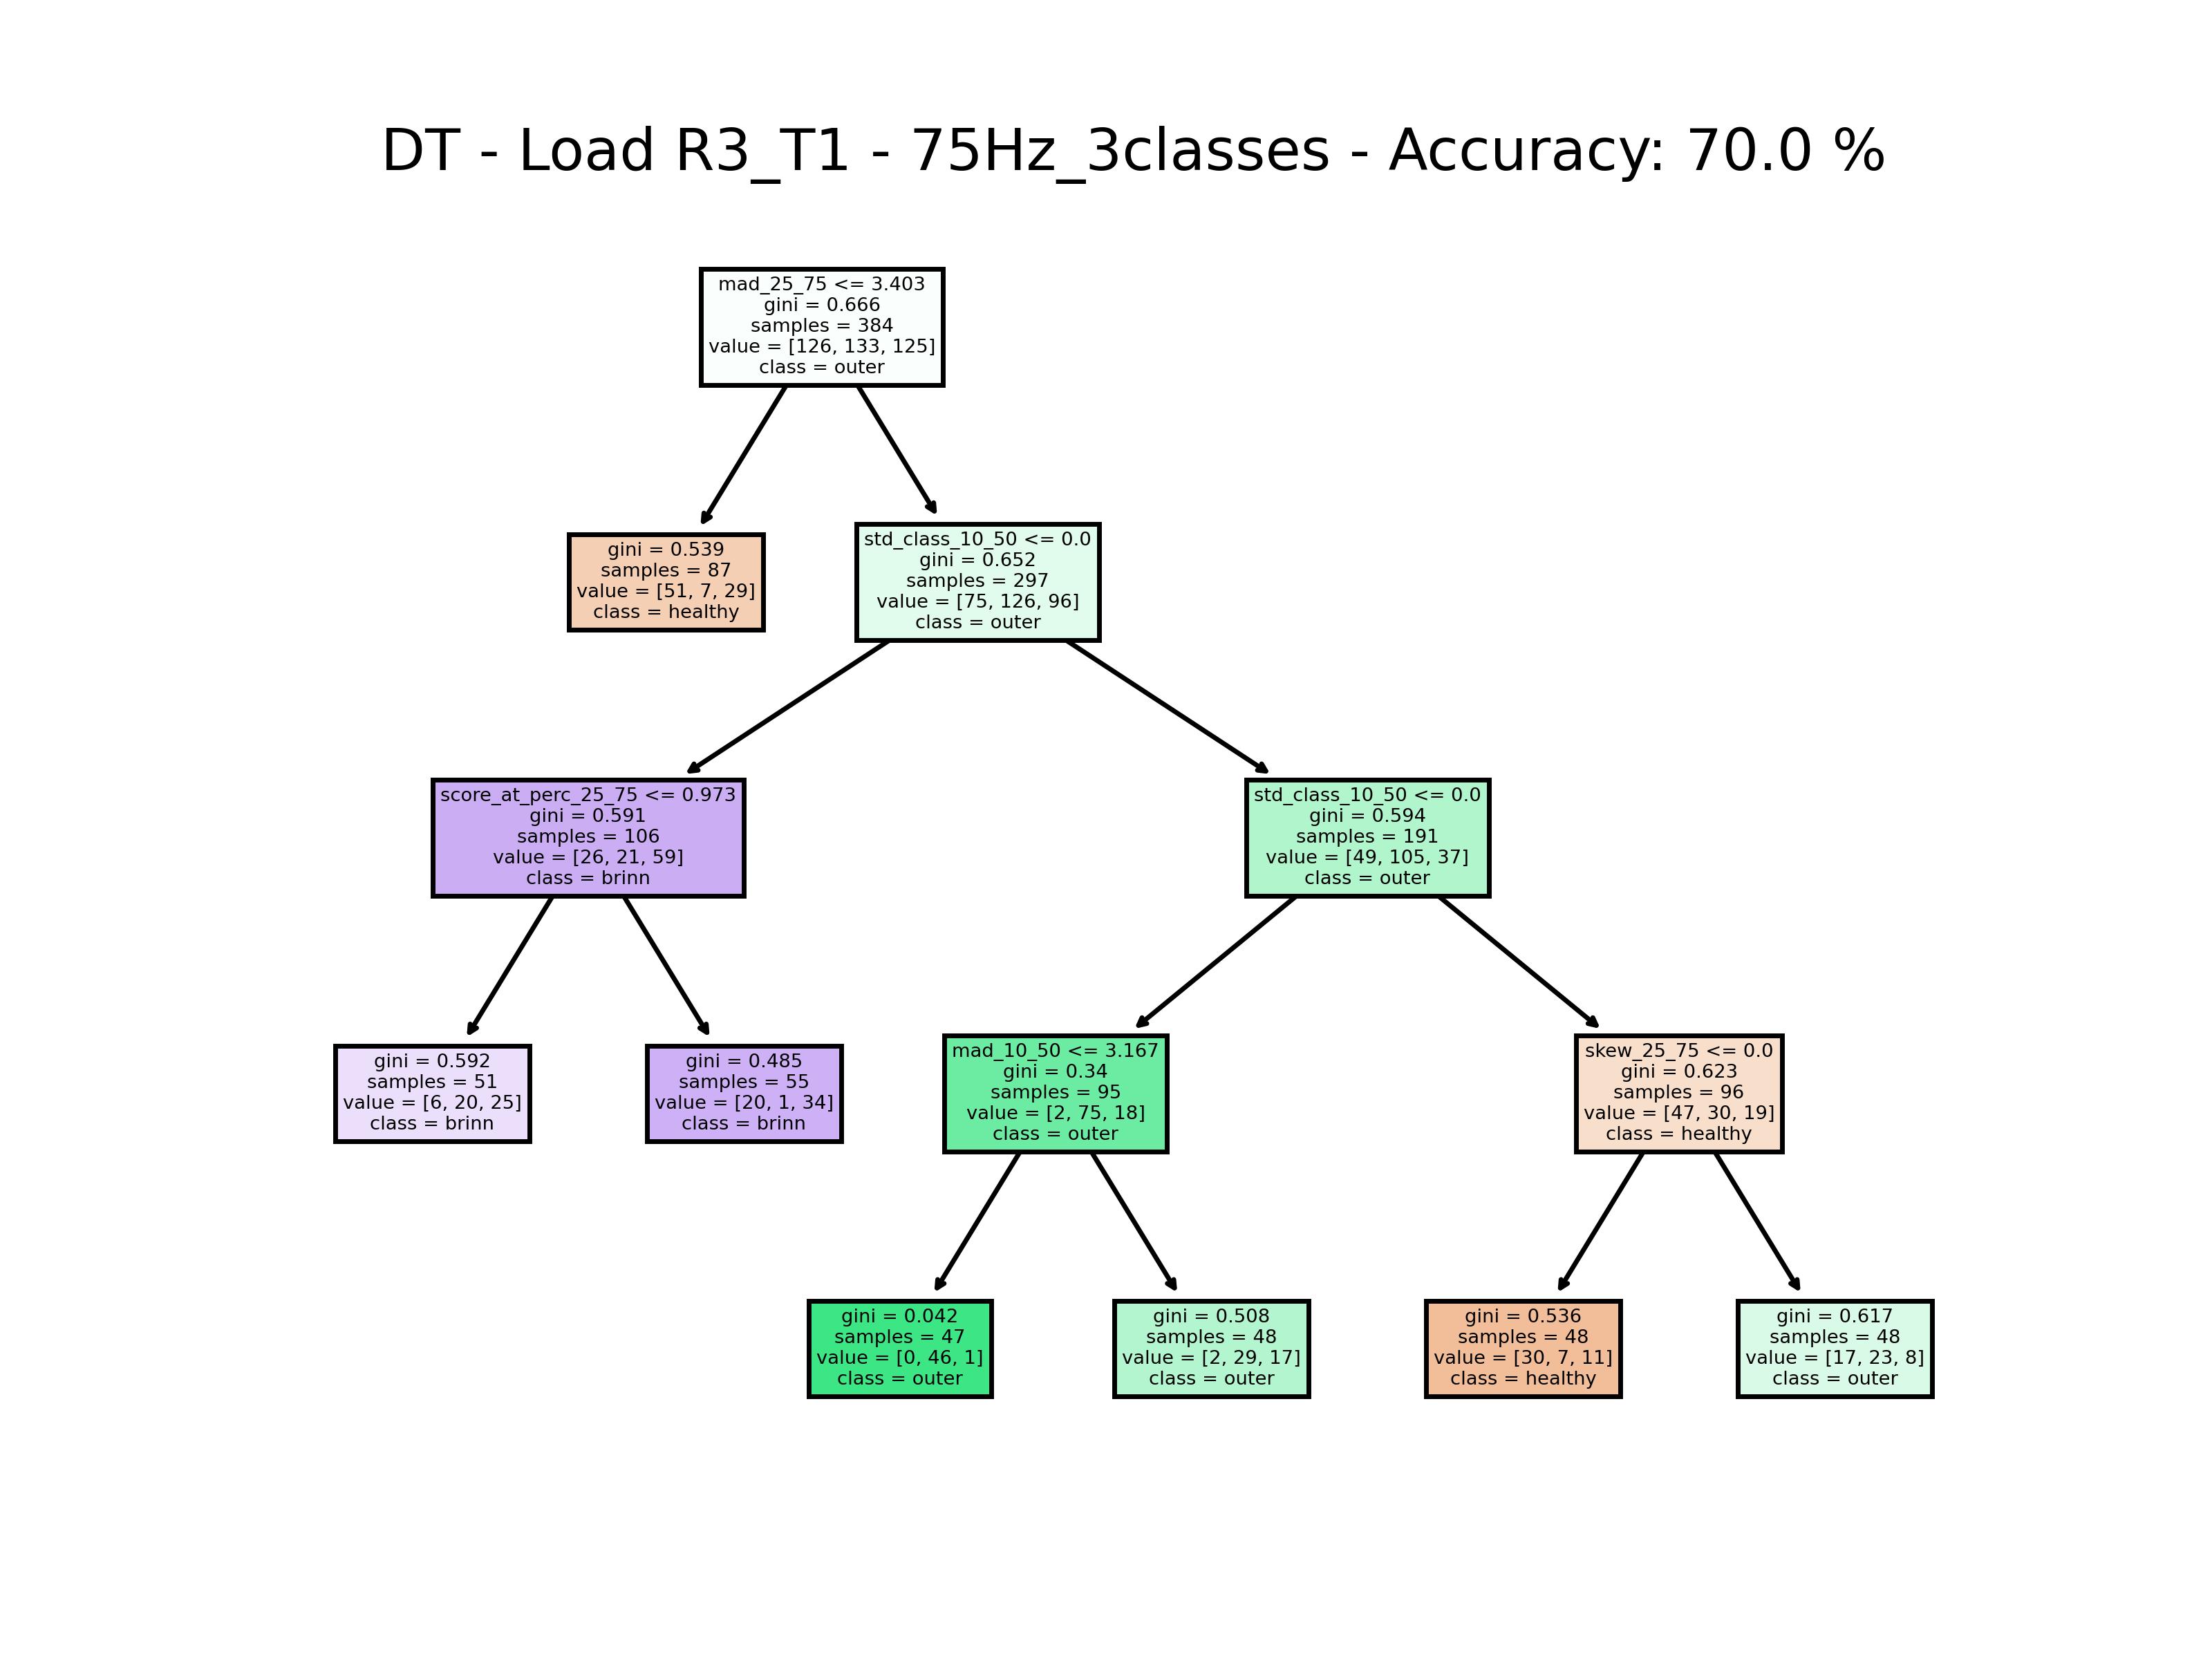 DT - Load R3_T1 - 75Hz_3classes - Accuracy: 70.0 %
mad_25_75 <= 3.403
gini = 0.666
samples = 384
value = [126, 133, 125]
class = outer
gini = 0.539
samples = 87
value = [51, 7, 29]
class = healthy
std_class_10_50 <= 0.0
gini = 0.652
samples = 297
value = [75, 126, 96]
class = outer
score_at_perc_25_75 <= 0.973
gini = 0.591
samples = 106
value = [26, 21, 59]
class = brinn
std_class_10_50 <= 0.0
gini = 0.594
samples = 191
value = [49, 105, 37]
class = outer
gini = 0.592
samples = 51
value = [6, 20, 25]
class = brinn
gini = 0.485
samples = 55
value = [20, 1, 34]
class = brinn
mad_10_50 <= 3.167
gini = 0.34
samples = 95
value = [2, 75, 18]
class = outer
skew_25_75 <= 0.0
gini = 0.623
samples = 96
value = [47, 30, 19]
class = healthy
gini = 0.042
samples = 47
value = [0, 46, 1]
class = outer
gini = 0.508
samples = 48
value = [2, 29, 17]
class = outer
gini = 0.536
samples = 48
value = [30, 7, 11]
class = healthy
gini = 0.617
samples = 48
value = [17, 23, 8]
class = outer